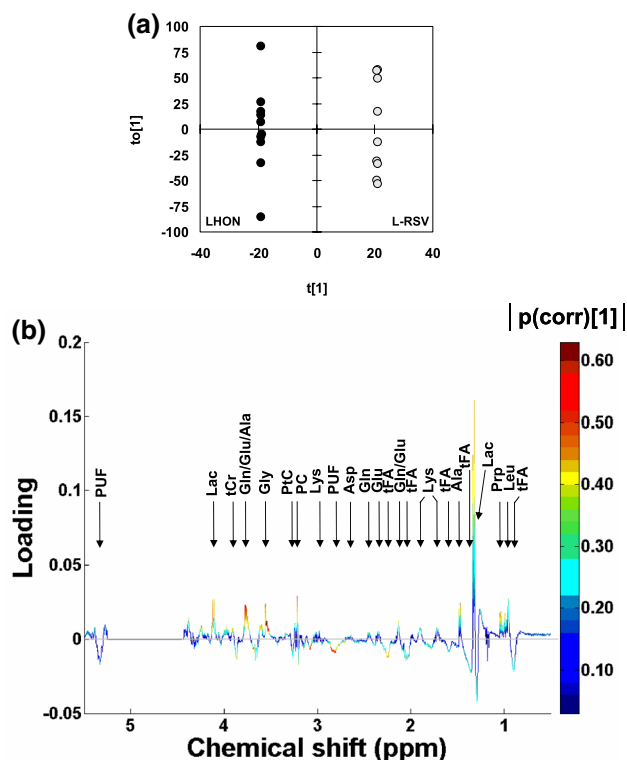 (a)
100
75
50
25
0
-25
-50
-75
-100
to[1]
LHON
L-RSV
-40
-20
0
20
40
t[1]
(b)
| p(corr)[1] |
0.2
0.15
0.1
0.05
0
-0.05
Loading
PUF
Lac
tCr
Gln/Glu/Ala
Gly
PtC
PC
Lys
PUF
Asp
Gln
Glu
tFA
Gln/Glu
tFA
Lys
tFA
Ala
tFA
Lac
Prp
Leu
tFA
0.60
0.50
0.40
0.30
0.20
0.10
5
4
3
2
1
Chemical shift (ppm)